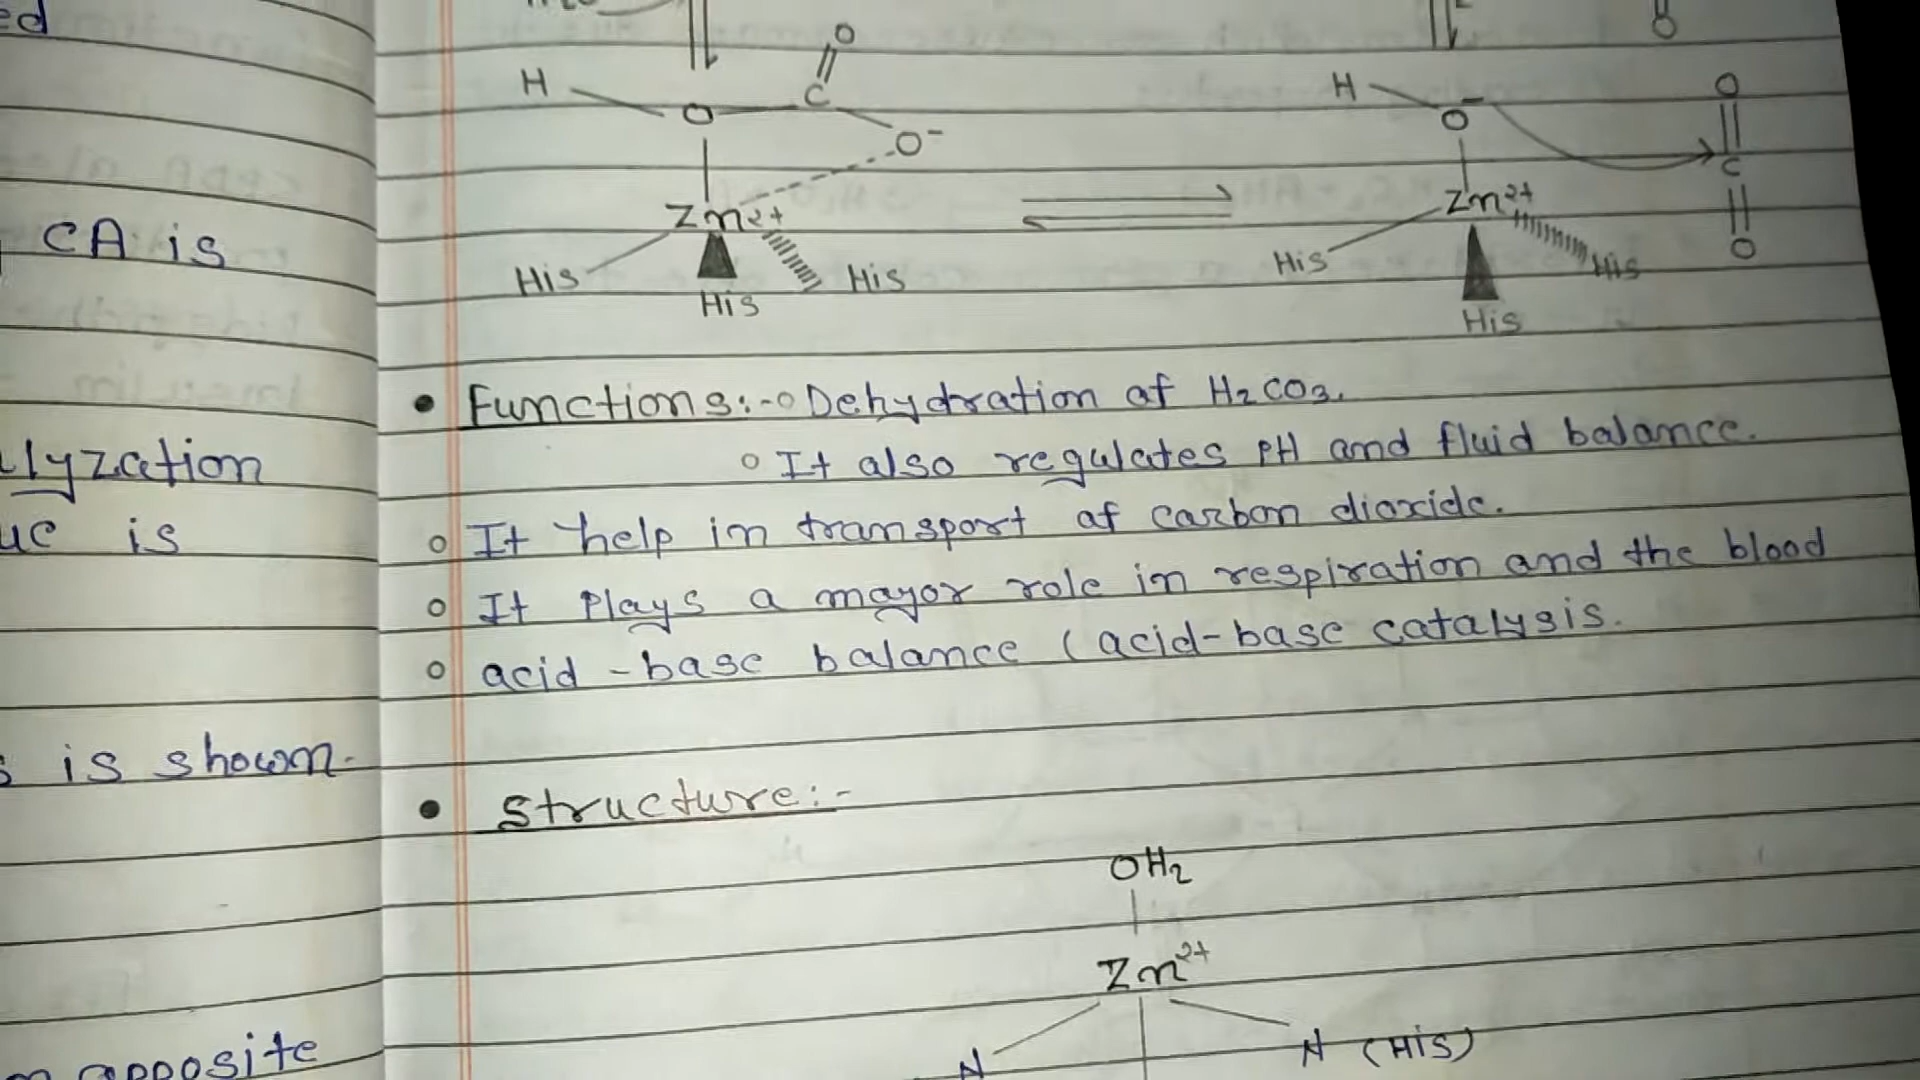 ed
CA is
lyzation
uc is
is shown.
opposite
O
H
O
C
O
O-
Zn2+
His
His
His
H
O-
O
C
O
Zn2+
His
His
His
• Functions:-○ Dehydration of H2CO3.
○ It also regulates PH and fluid balance.
○ It help in transport of carbon dioxide.
○ It Plays a mayor role in respiration and the blood
○ acid-base balance (acid-base catalysis.
• Structure:-
OH2
Zn2+
N
N (His)